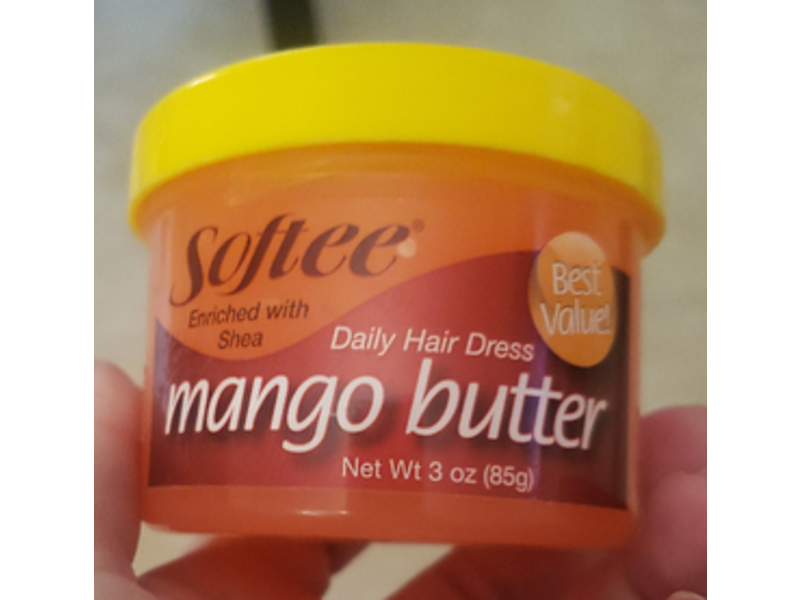 Softee®
Enriched with
Shea
Best
Value!
Daily Hair Dress
mango butter
Net Wt 3 oz (85g)